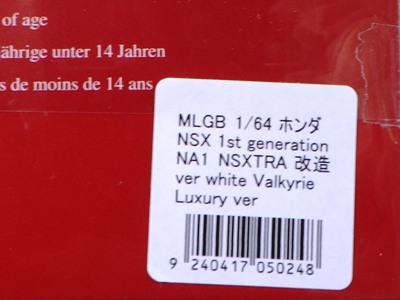 of age
jährige unter 14 Jahren
s de moins de 14 ans
MLGB 1/64 ホンダ
NSX 1st generation
NA1 NSXTRA 改造
ver white Valkyrie
Luxury ver
9 240417 050248